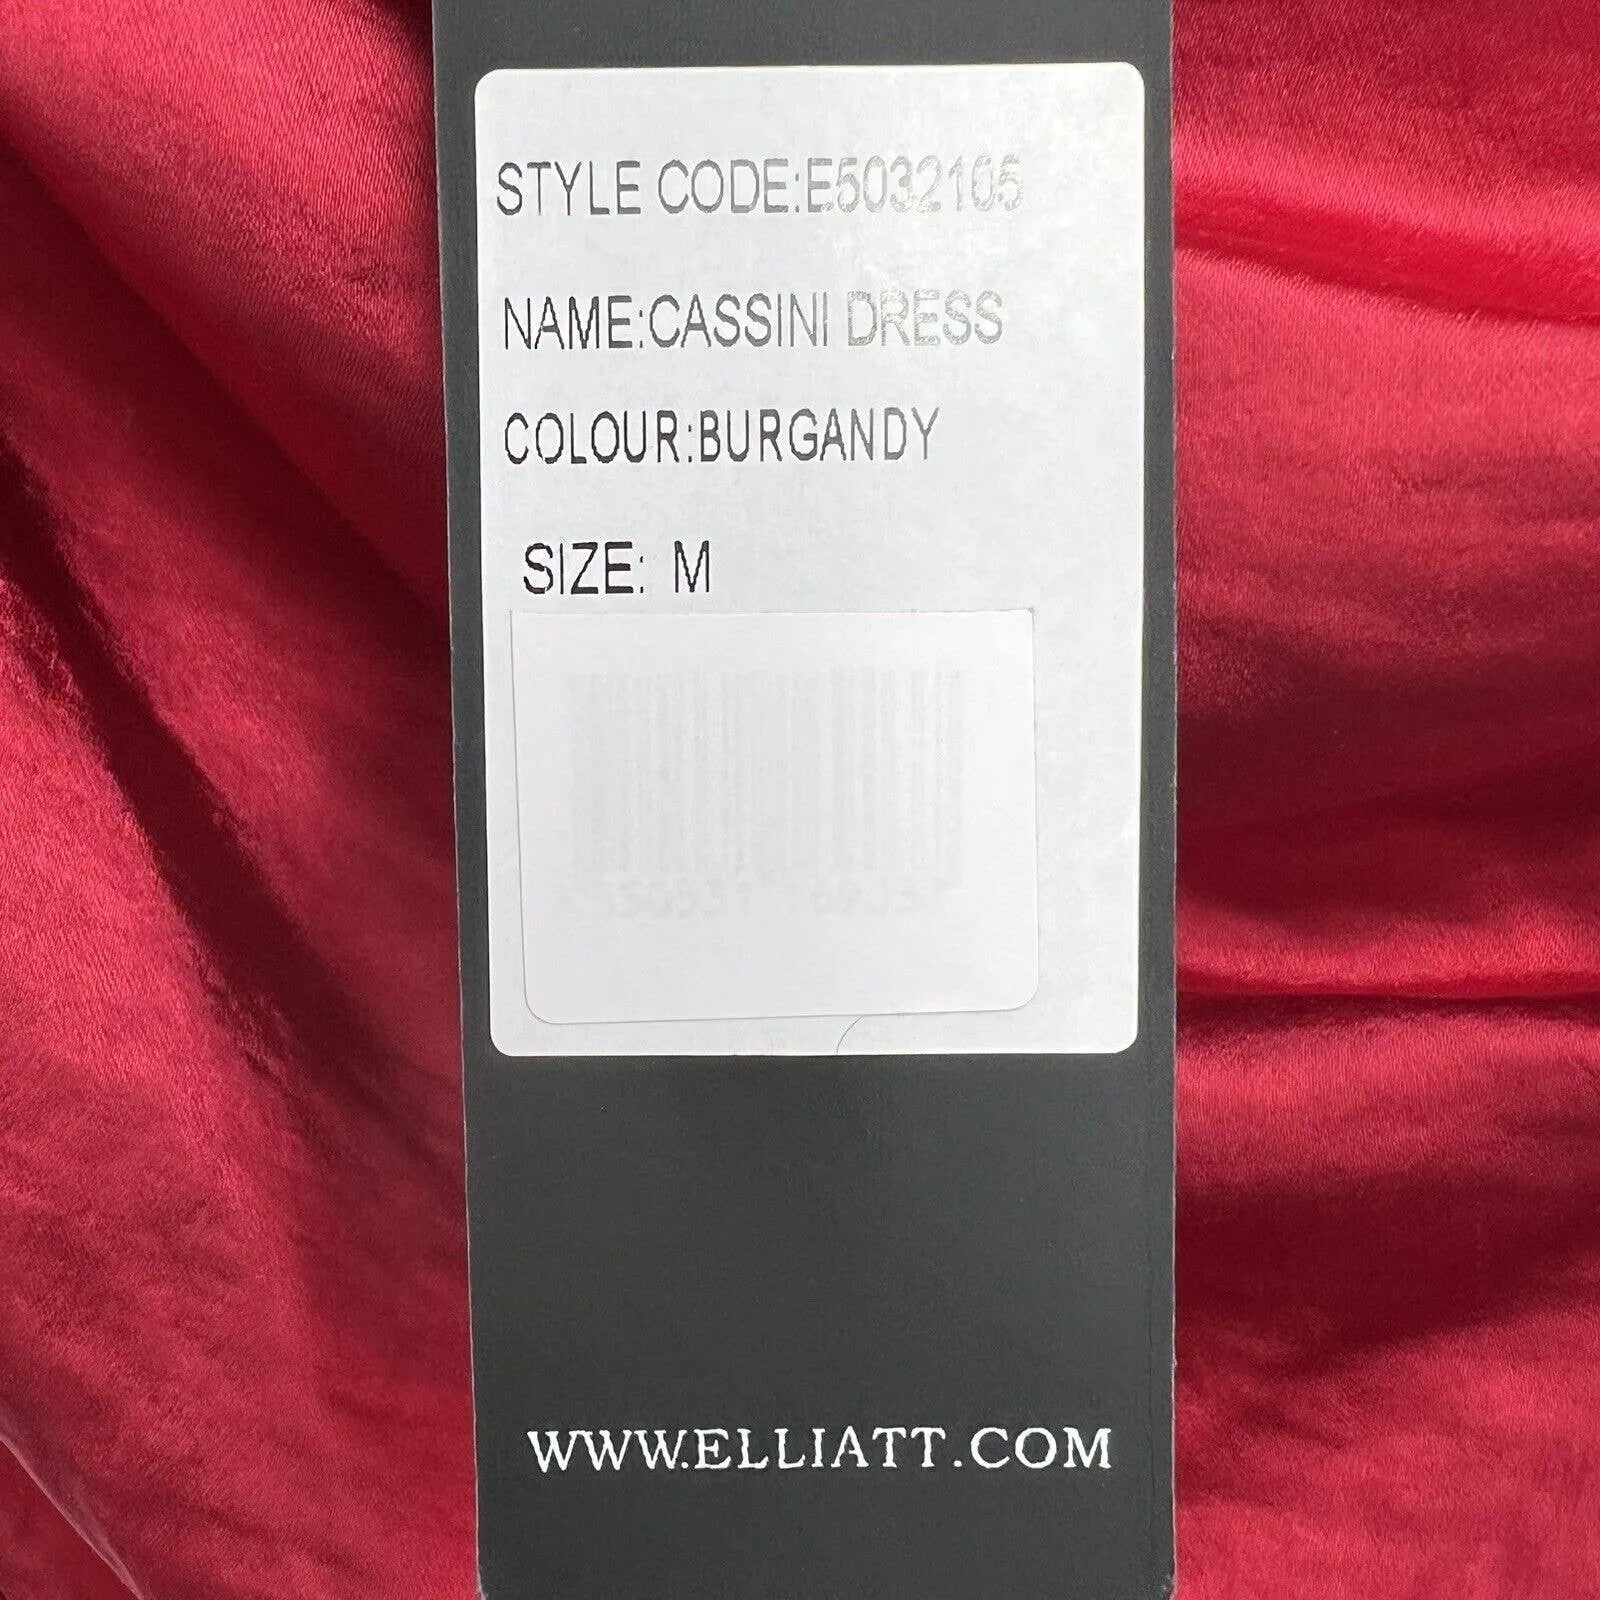 STYLE CODE:E5032105
NAME:CASSINI DRESS
COLOUR:BURGANDY
SIZE: M
WWW.ELLIATT.COM